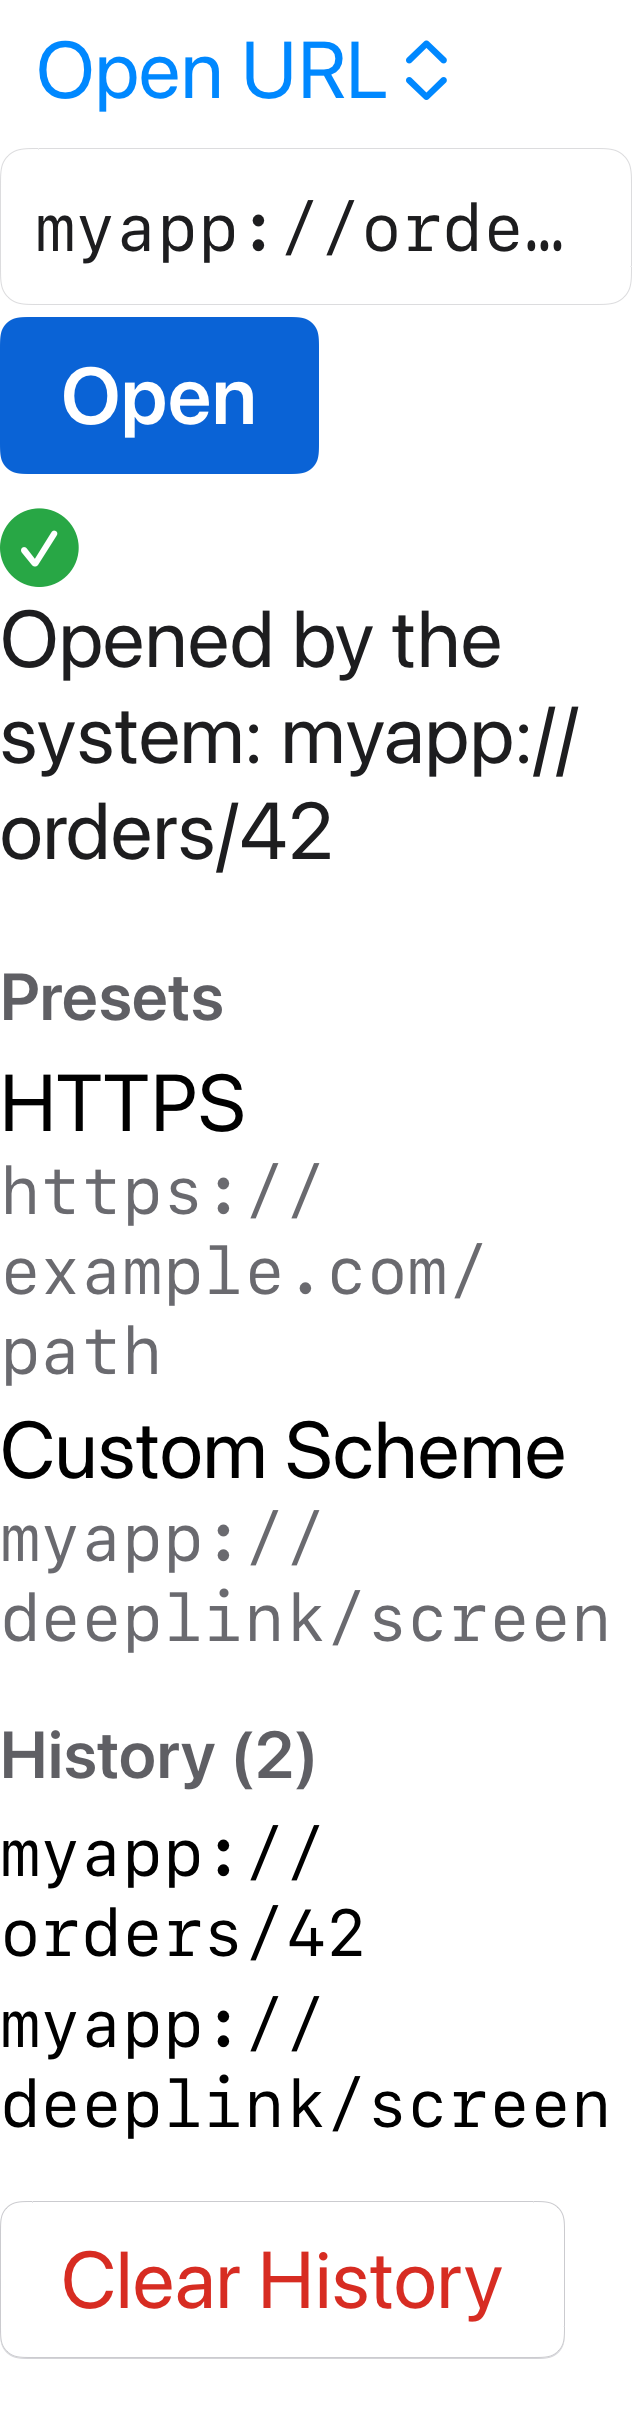 Open URL
myapp://orde…
Open
Opened by the
system: myapp://
orders/42
Presets
HTTPS
https://
example.com/
path
Custom Scheme
myapp://
deeplink/screen
History (2)
myapp://
orders/42
myapp://
deeplink/screen
Clear History